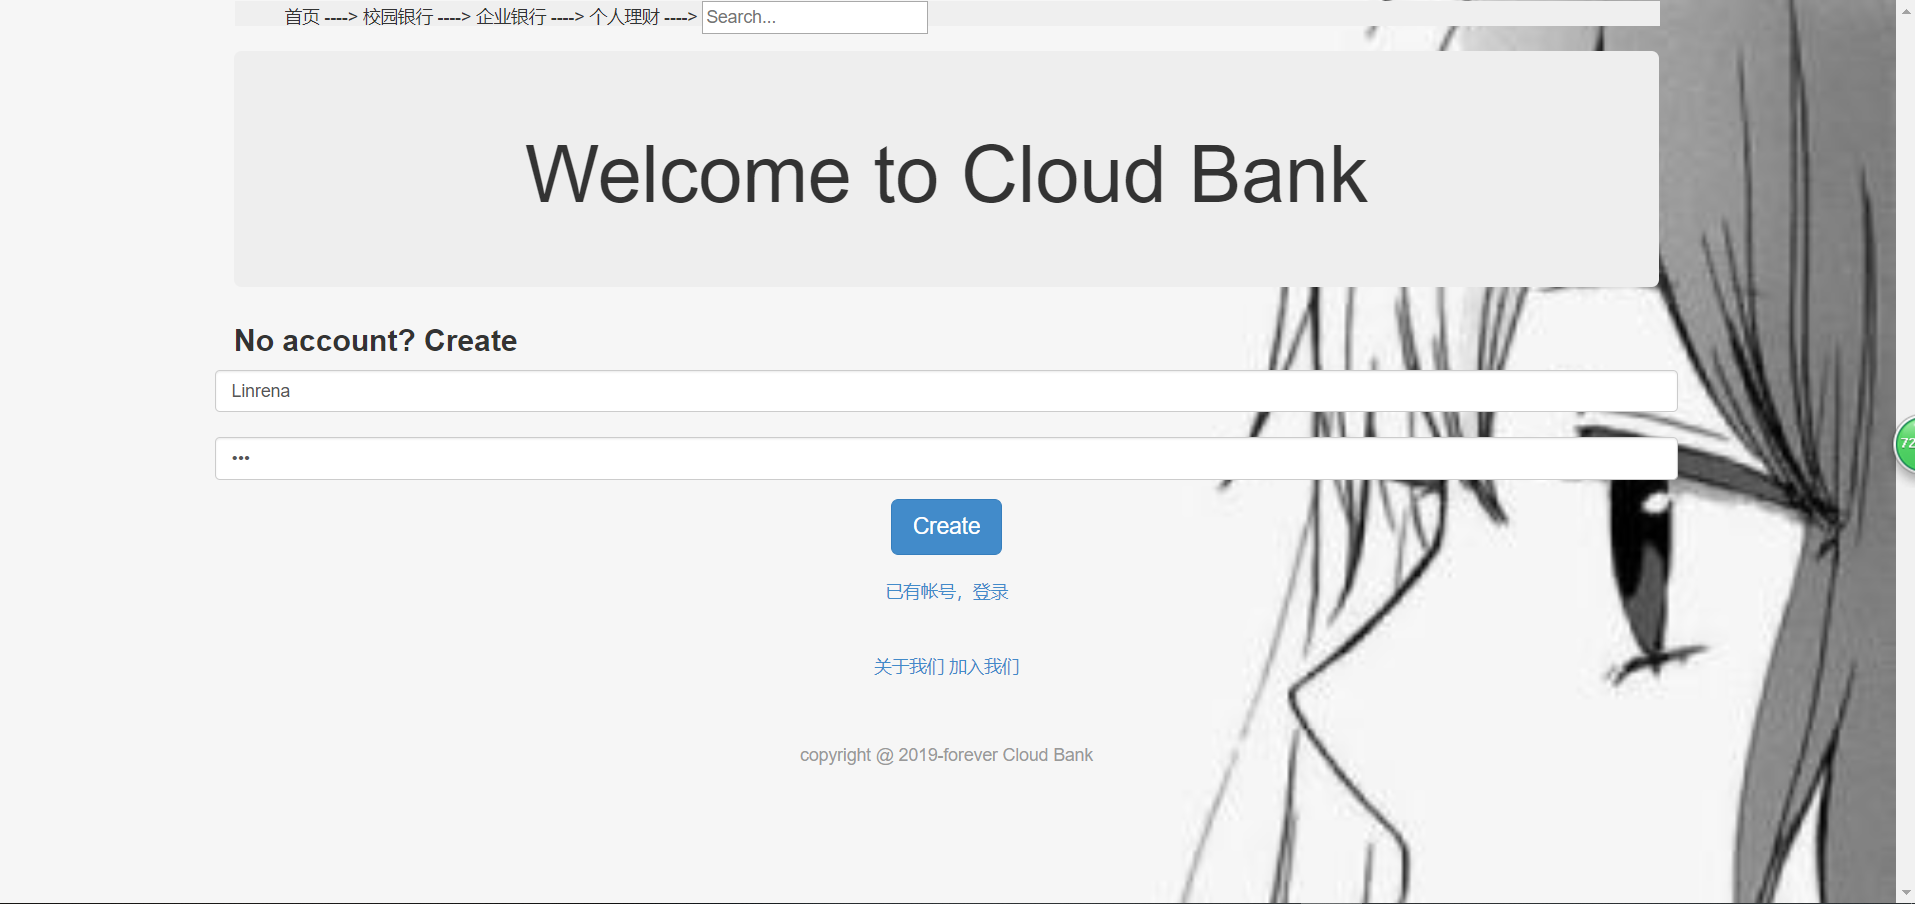 首页 ----> 校园银行 ----> 企业银行 ----> 个人理财 ----> Search...
Welcome to Cloud Bank
No account? Create
Linrena
•••
Create
已有帐号，登录
关于我们 加入我们
copyright @ 2019-forever Cloud Bank
72